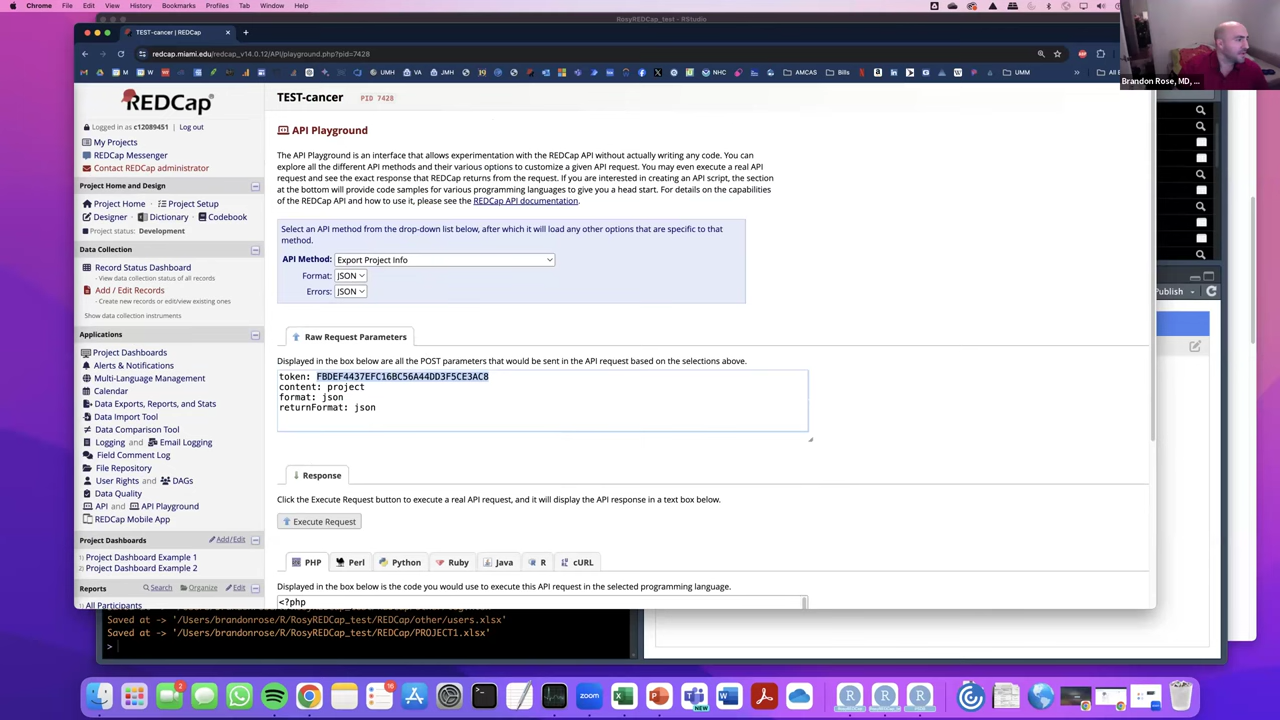 Chrome File Edit View History Bookmarks Profiles Tab Window Help
RosyREDCap_test - RStudio
TEST-cancer | REDCap
redcap.miami.edu/redcap_v14.0.12/API/playground.php?pid=7428
UMH VA JMH NHC AMCAS Bills UMM
Brandon Rose, MD, ...
REDCap
Logged in as c12089451 | Log out
My Projects
REDCap Messenger
Contact REDCap administrator
Project Home and Design
Project Home or Project Setup
Designer Dictionary Codebook
Project status: Development
Data Collection
Record Status Dashboard
- View data collection status of all records
Add / Edit Records
- Create new records or edit/view existing ones
Show data collection instruments
Applications
Project Dashboards
Alerts & Notifications
Multi-Language Management
Calendar
Data Exports, Reports, and Stats
Data Import Tool
Data Comparison Tool
Logging and Email Logging
Field Comment Log
File Repository
User Rights and DAGs
Data Quality
API and API Playground
REDCap Mobile App
Project Dashboards Add/Edit
1) Project Dashboard Example 1
2) Project Dashboard Example 2
Reports Search Organize Edit
All Participants
TEST-cancer PID 7428
API Playground
The API Playground is an interface that allows experimentation with the REDCap API without actually writing any code. You can
explore all the different API methods and their various options to customize a given API request. You may even execute a real API
request and see the exact response that REDCap returns from the request. If you are interested in creating an API script, the section
at the bottom will provide code samples for various programming languages to give you a head start. For details on the capabilities
of the REDCap API and how to use it, please see the REDCap API documentation.
Select an API method from the drop-down list below, after which it will load any other options that are specific to that
method.
API Method: Export Project Info
Format: JSON
Errors: JSON
Raw Request Parameters
Displayed in the box below are all the POST parameters that would be sent in the API request based on the selections above.
token: FBDEF4437EFC16BC56A44DD3F5CE3AC8
content: project
format: json
returnFormat: json
Response
Click the Execute Request button to execute a real API request, and it will display the API response in a text box below.
Execute Request
PHP Perl Python Ruby Java R cURL
Displayed in the box below is the code you would use to execute this API request in the selected programming language.
<?php
Publish
Saved at -> '/Users/brandonrose/R/RosyREDCap_test/REDCap/other/users.xlsx'
Saved at -> '/Users/brandonrose/R/RosyREDCap_test/REDCap/PROJECT1.xlsx'
>
zoom